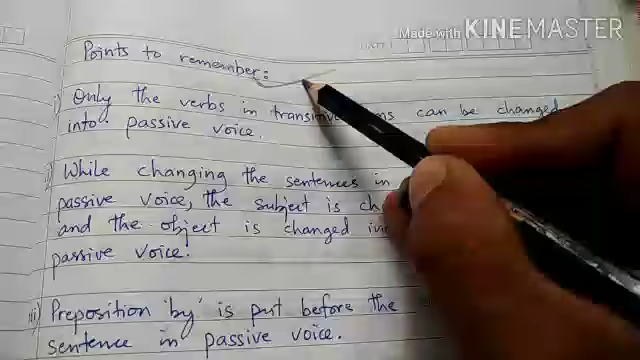 Made with KINEMASTER
DATE
Points to remember:
i) Only the verbs in transitive can be changed
into passive voice.
ii) While changing the sentences in
passive voice, the subject is
and the object is changed
passive voice.
iii) Preposition 'by' is put before the
sentence in passive voice.